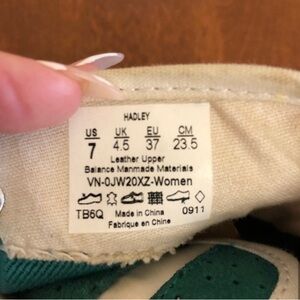 HADLEY
US UK EU CM
7 4.5 37 23.5
Leather Upper
Balance Manmade Materials
VN-0JW20XZ-Women
TB6Q Made in China 0911
Fabrique en Chine